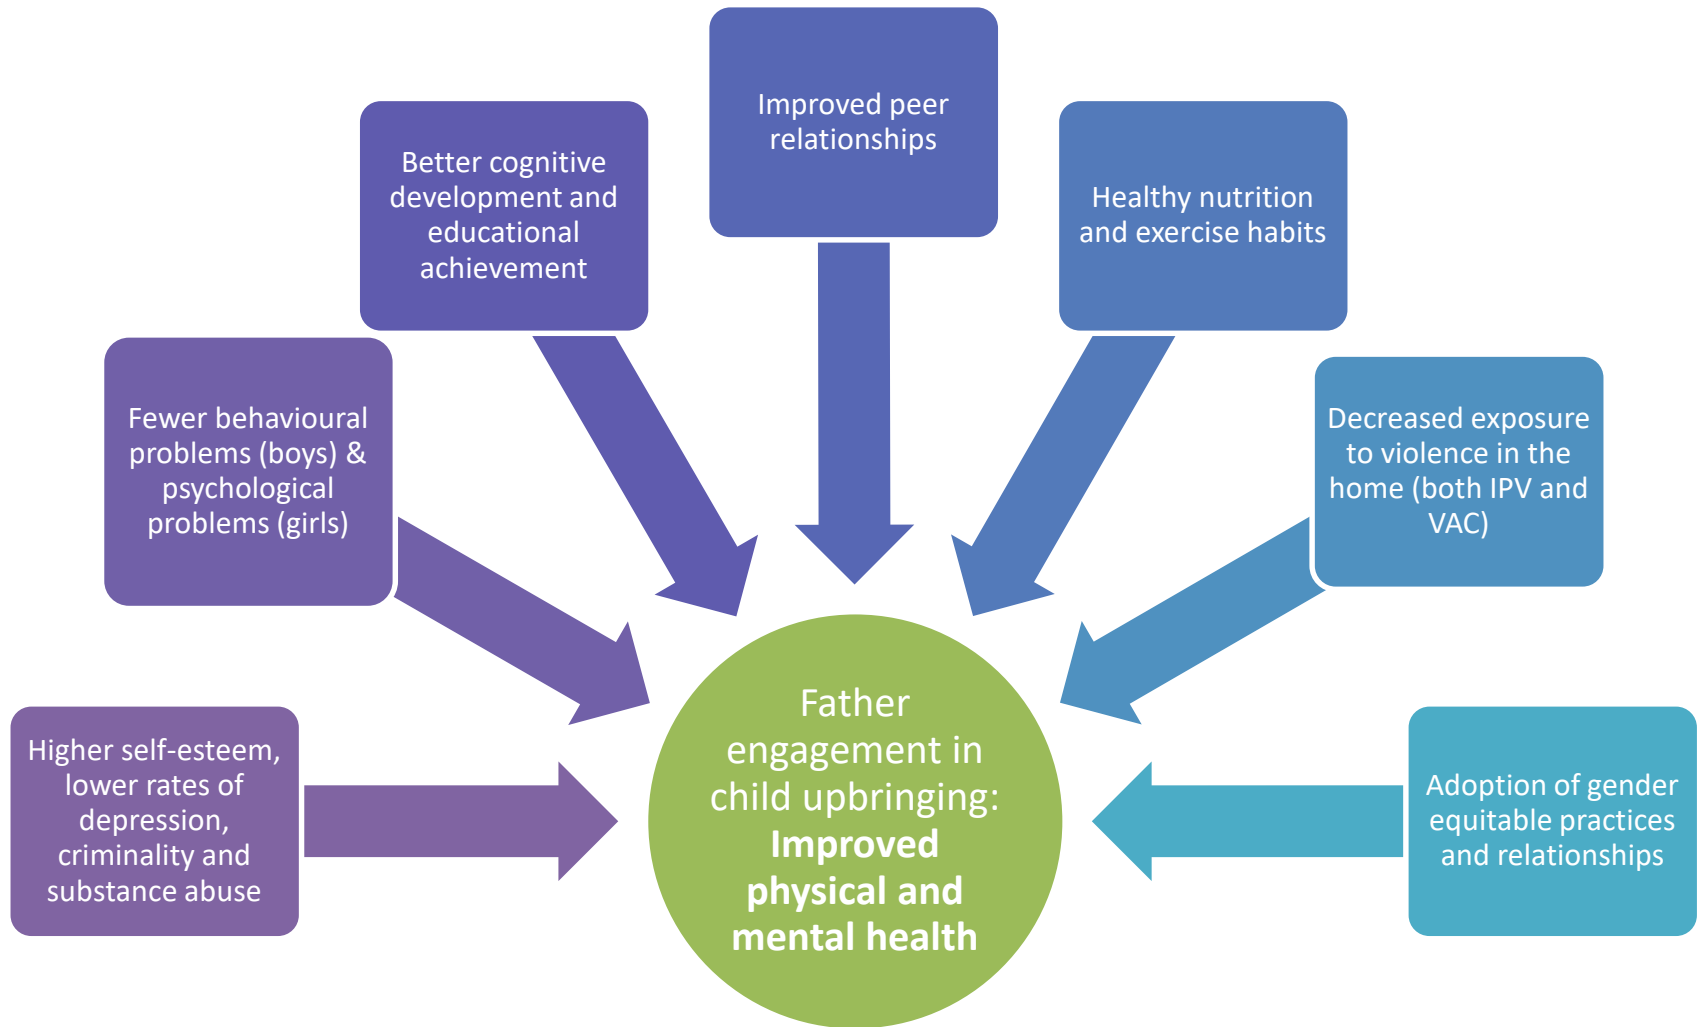 Higher self-esteem,
lower rates of
depression,
criminality and
substance abuse
Fewer behavioural
problems (boys) &
psychological
problems (girls)
Better cognitive
development and
educational
achievement
Improved peer
relationships
Healthy nutrition
and exercise habits
Decreased exposure
to violence in the
home (both IPV and
VAC)
Adoption of gender
equitable practices
and relationships
Father
engagement in
child upbringing:
Improved
physical and
mental health